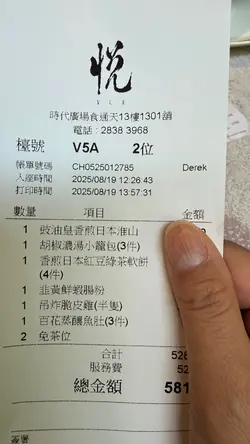 悅
VCE
時代廣場食通天13樓1301舖
電話：2838 3968
檯號 V5A 2位
帳單號碼 CH0525012785 Derek
入座時間 2025/08/19 12:26:43
打印時間 2025/08/19 13:57:31
數量 項目 金額
1 豉油皇香煎日本淮山
1 胡椒濃湯小籠包(3件)
1 香煎日本紅豆綠茶軟餅
(4件)
1 韭黃鮮蝦腸粉
1 吊炸脆皮雞(半隻)
1 百花蒸釀魚肚(3件)
2 免茶位
合計 528
服務費 52
總金額 581